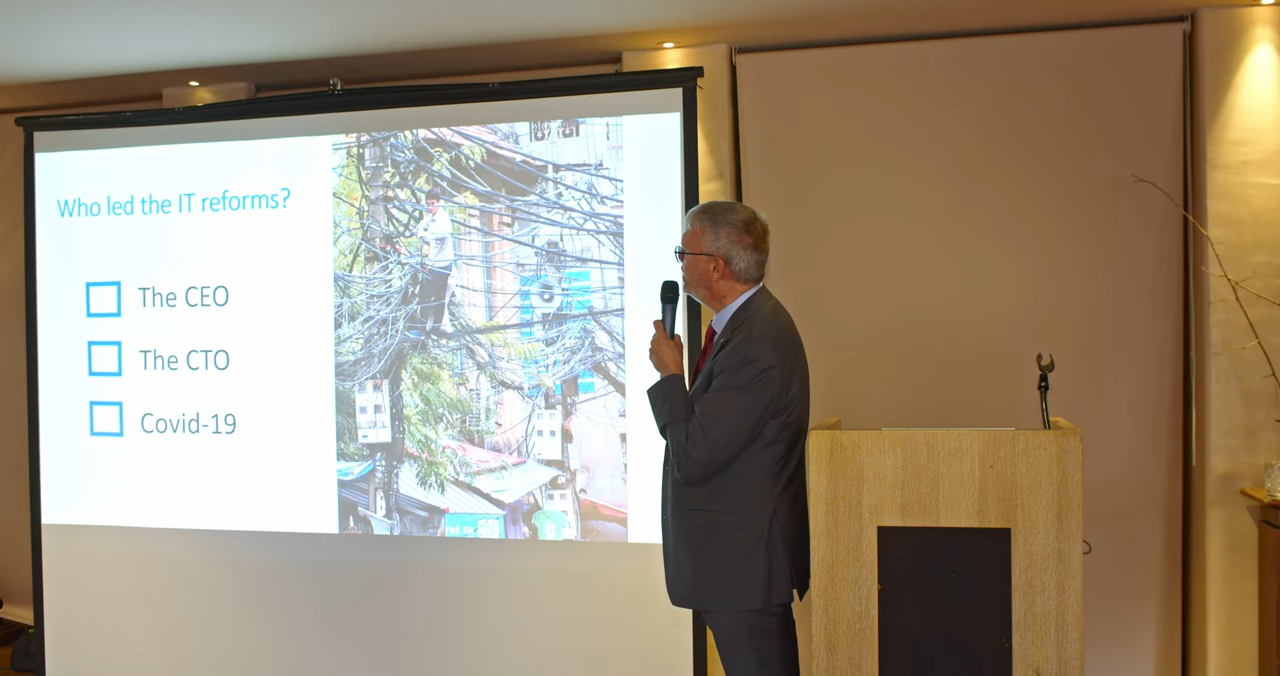 Who led the IT reforms?
The CEO
The CTO
Covid-19